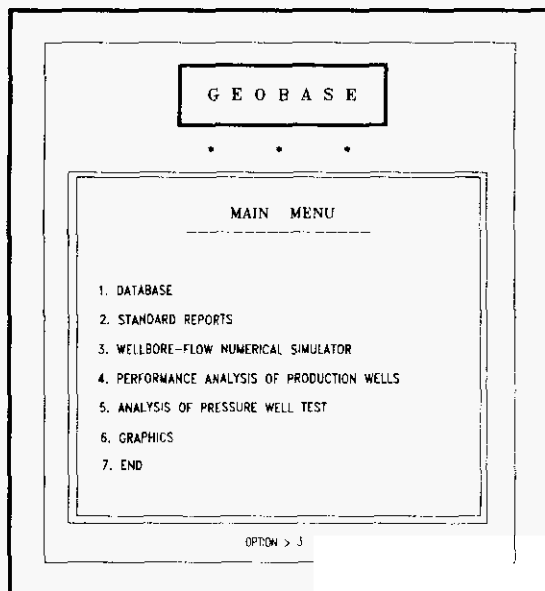 G E O B A S E
* * *
MAIN MENU
1. DATABASE
2. STANDARD REPORTS
3. WELLBORE-FLOW NUMERICAL SIMULATOR
4. PERFORMANCE ANALYSIS OF PRODUCTION WELLS
5. ANALYSIS OF PRESSURE WELL TEST
6. GRAPHICS
7. END
OPTION > 3